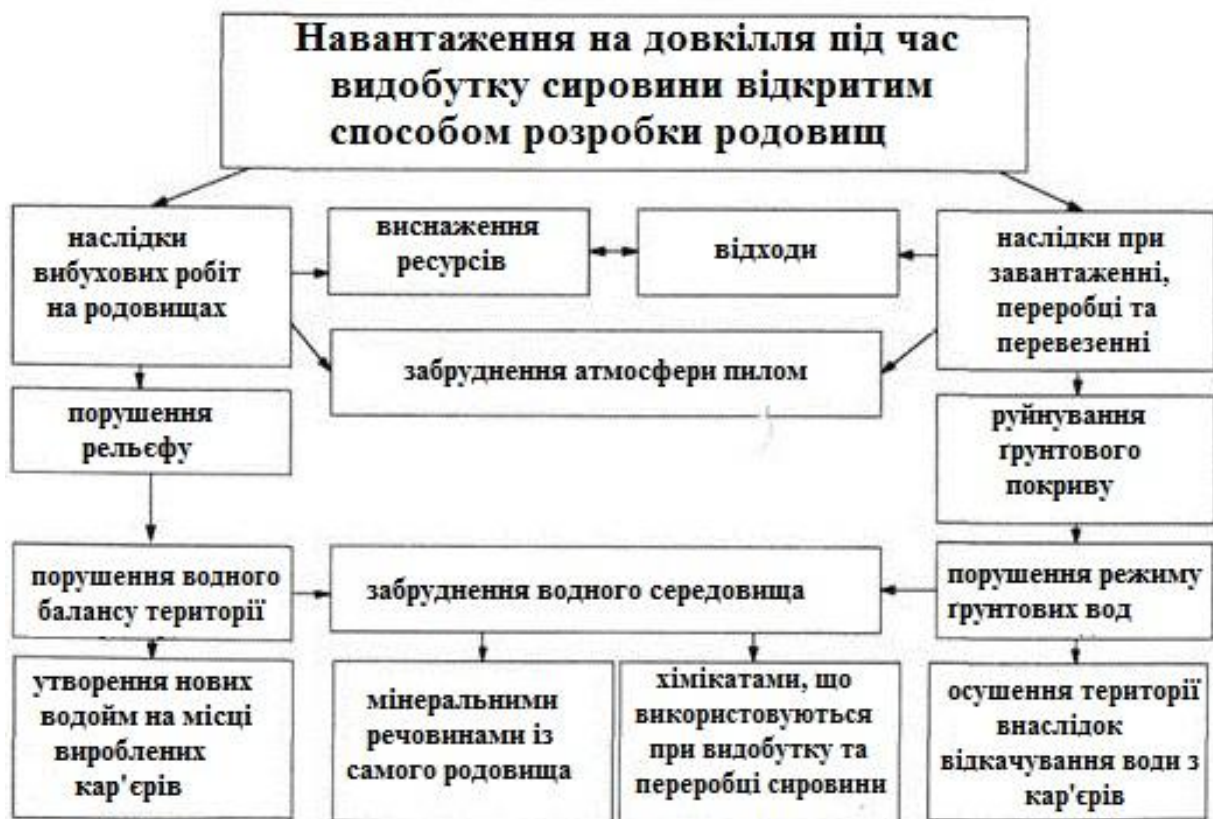 Навантаження на довкілля під час
видобутку сировини відкритим
способом розробки родовищ
наслідки
вибухових робіт
на родовищах
виснаження
ресурсів
відходи
наслідки при
завантаженні,
переробці та
перевезенні
забруднення атмосфери пилом
порушення
рельєфу
руйнування
ґрунтового
покриву
порушення водного
балансу території
забруднення водного середовища
порушення режиму
ґрунтових вод
утворення нових
водойм на місці
вироблених
кар'єрів
мінеральними
речовинами із
самого родовища
хімікатами, що
використовуються
при видобутку та
переробці сировини
осушення території
внаслідок
відкачування води з
кар'єрів